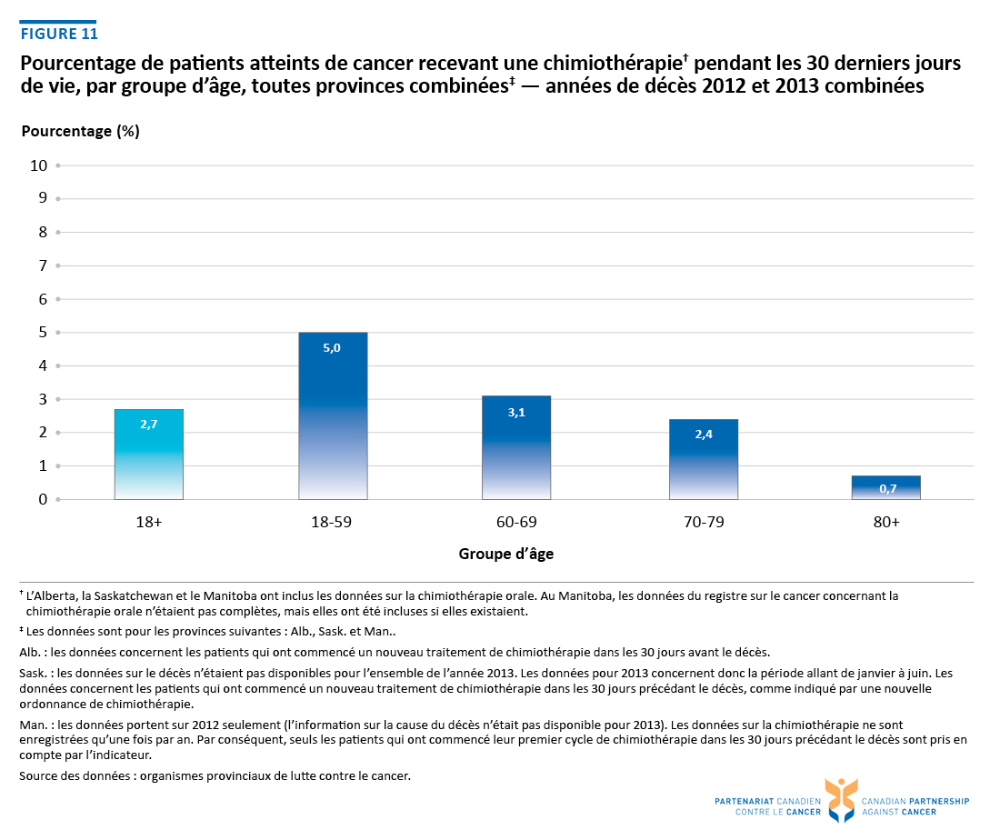 FIGURE 11
Pourcentage de patients atteints de cancer recevant une chimiothérapie† pendant les 30 derniers jours
de vie, par groupe d’âge, toutes provinces combinées‡ — années de décès 2012 et 2013 combinées
Pourcentage (%)
10
9
8
7
6
5
4
3
2
1
0
2,7
5,0
3,1
2,4
0,7
18+
18-59
60-69
70-79
80+
Groupe d’âge
† L’Alberta, la Saskatchewan et le Manitoba ont inclus les données sur la chimiothérapie orale. Au Manitoba, les données du registre sur le cancer concernant la
chimiothérapie orale n’étaient pas complètes, mais elles ont été incluses si elles existaient.
‡ Les données sont pour les provinces suivantes : Alb., Sask. et Man..
Alb. : les données concernent les patients qui ont commencé un nouveau traitement de chimiothérapie dans les 30 jours avant le décès.
Sask. : les données sur le décès n’étaient pas disponibles pour l’ensemble de l’année 2013. Les données pour 2013 concernent donc la période allant de janvier à juin. Les
données concernent les patients qui ont commencé un nouveau traitement de chimiothérapie dans les 30 jours précédant le décès, comme indiqué par une nouvelle
ordonnance de chimiothérapie.
Man. : les données portent sur 2012 seulement (l’information sur la cause du décès n’était pas disponible pour 2013). Les données sur la chimiothérapie ne sont
enregistrées qu’une fois par an. Par conséquent, seuls les patients qui ont commencé leur premier cycle de chimiothérapie dans les 30 jours précédant le décès sont pris en
compte par l’indicateur.
Source des données : organismes provinciaux de lutte contre le cancer.
PARTENARIAT CANADIEN
CONTRE LE CANCER
CANADIAN PARTNERSHIP
AGAINST CANCER